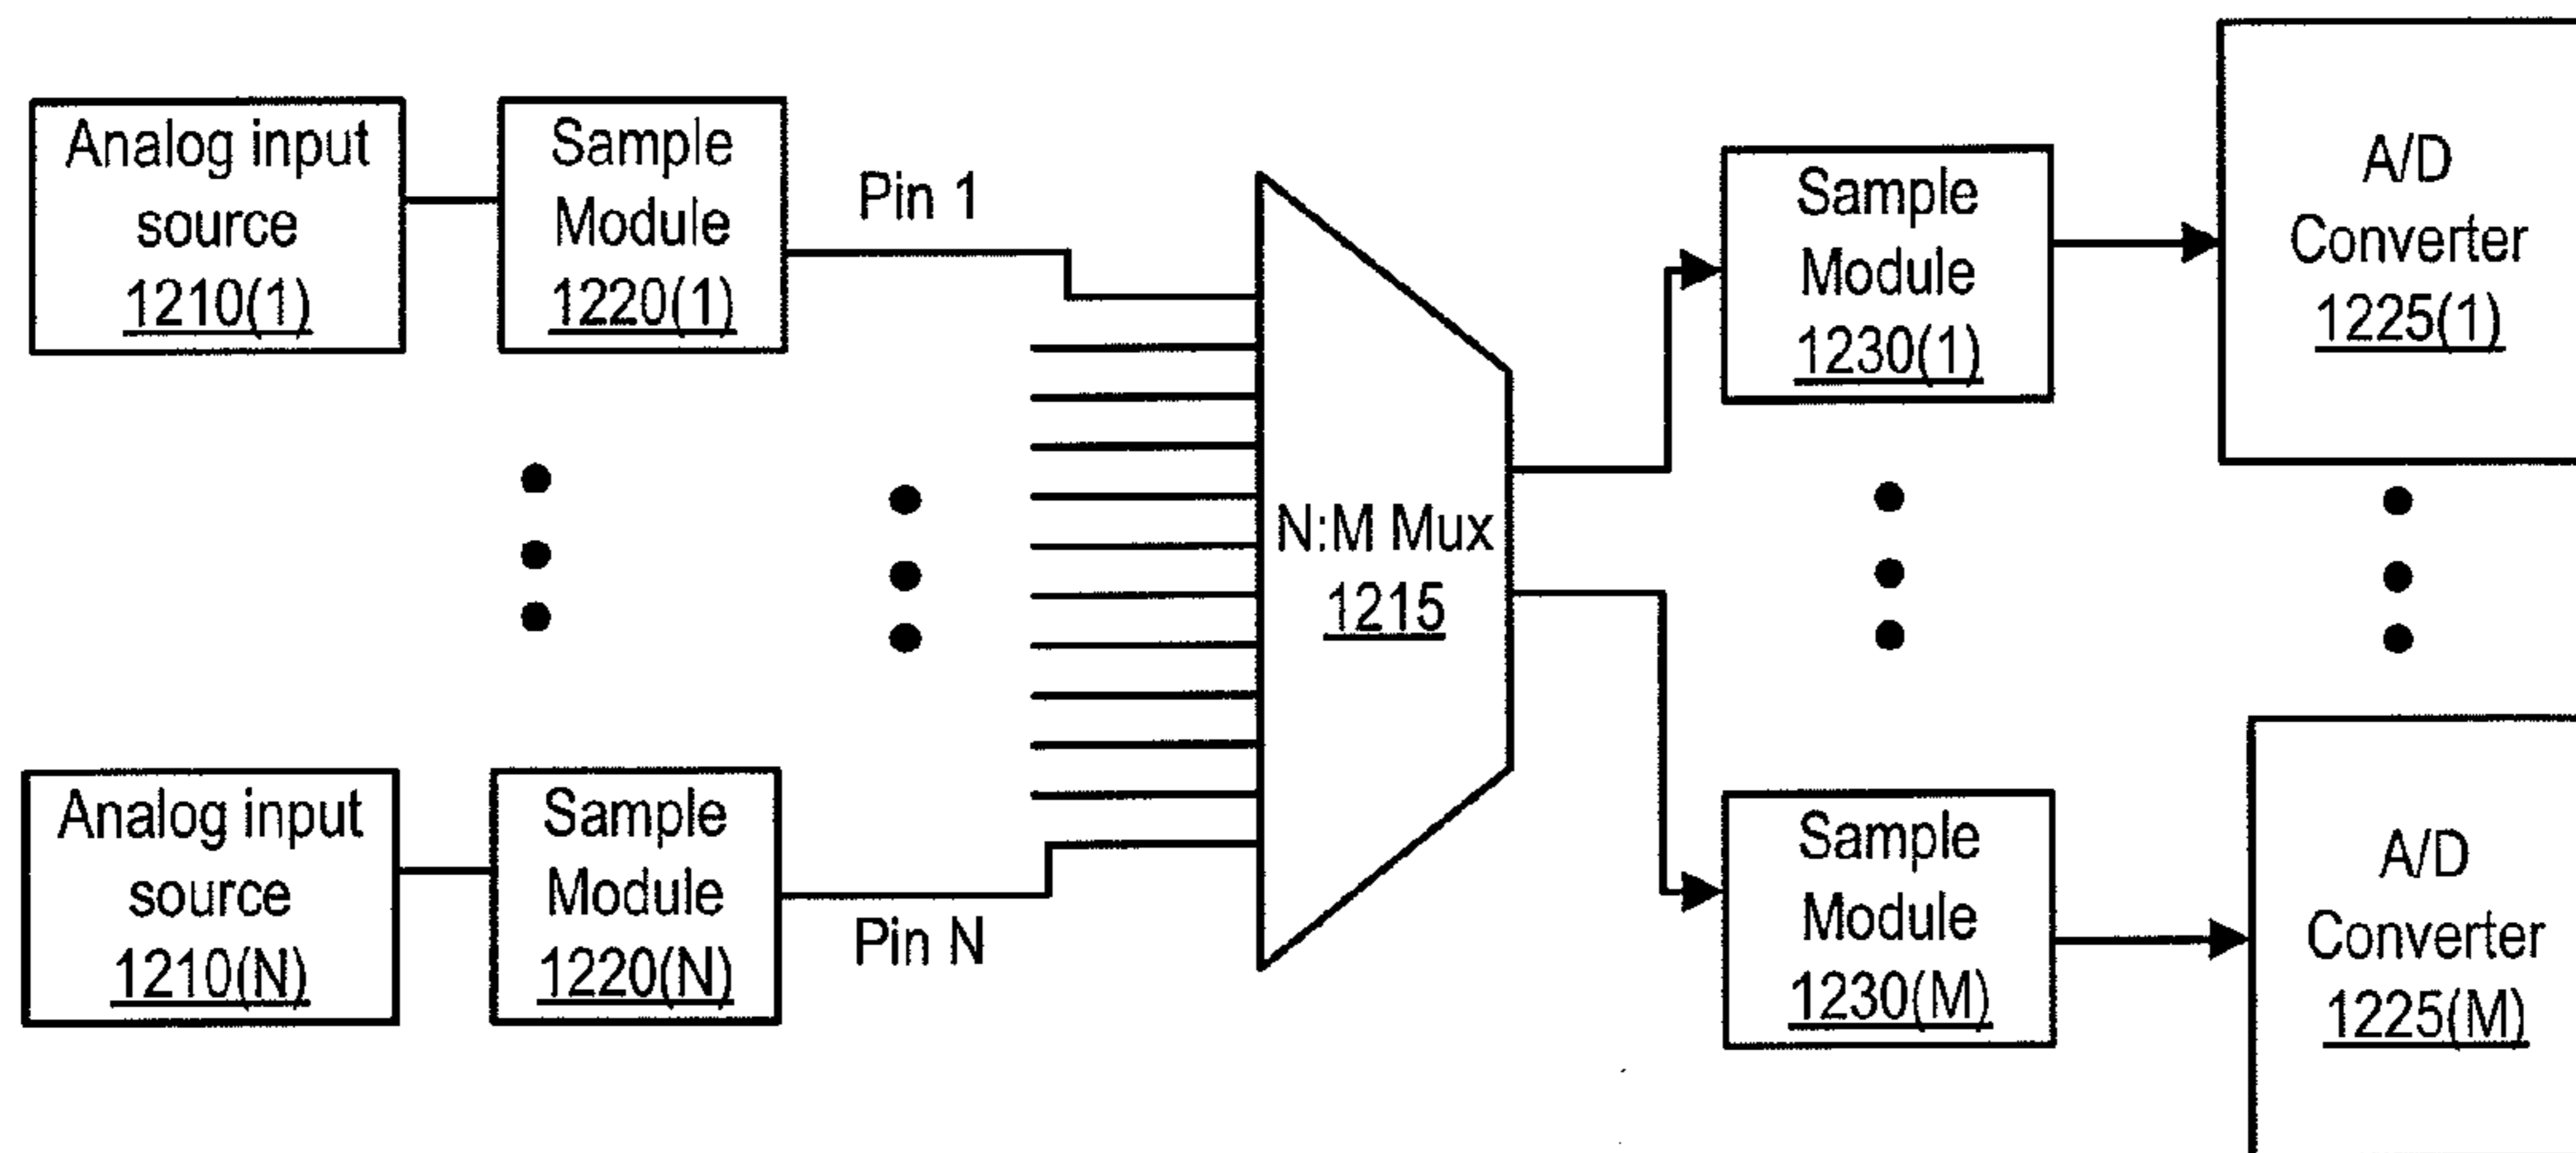 Analog input
source
1210(1)
Sample
Module
1220(1)
Pin 1
N:M Mux
1215
Sample
Module
1230(1)
A/D
Converter
1225(1)
Analog input
source
1210(N)
Sample
Module
1220(N)
Pin N
Sample
Module
1230(M)
A/D
Converter
1225(M)